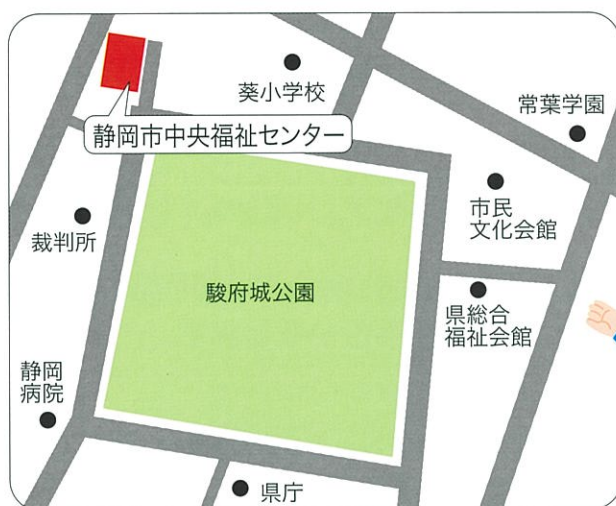 葵小学校
常葉学園
静岡市中央福祉センター
市民
文化会館
裁判所
駿府城公園
県総合
福祉会館
静岡
病院
県庁